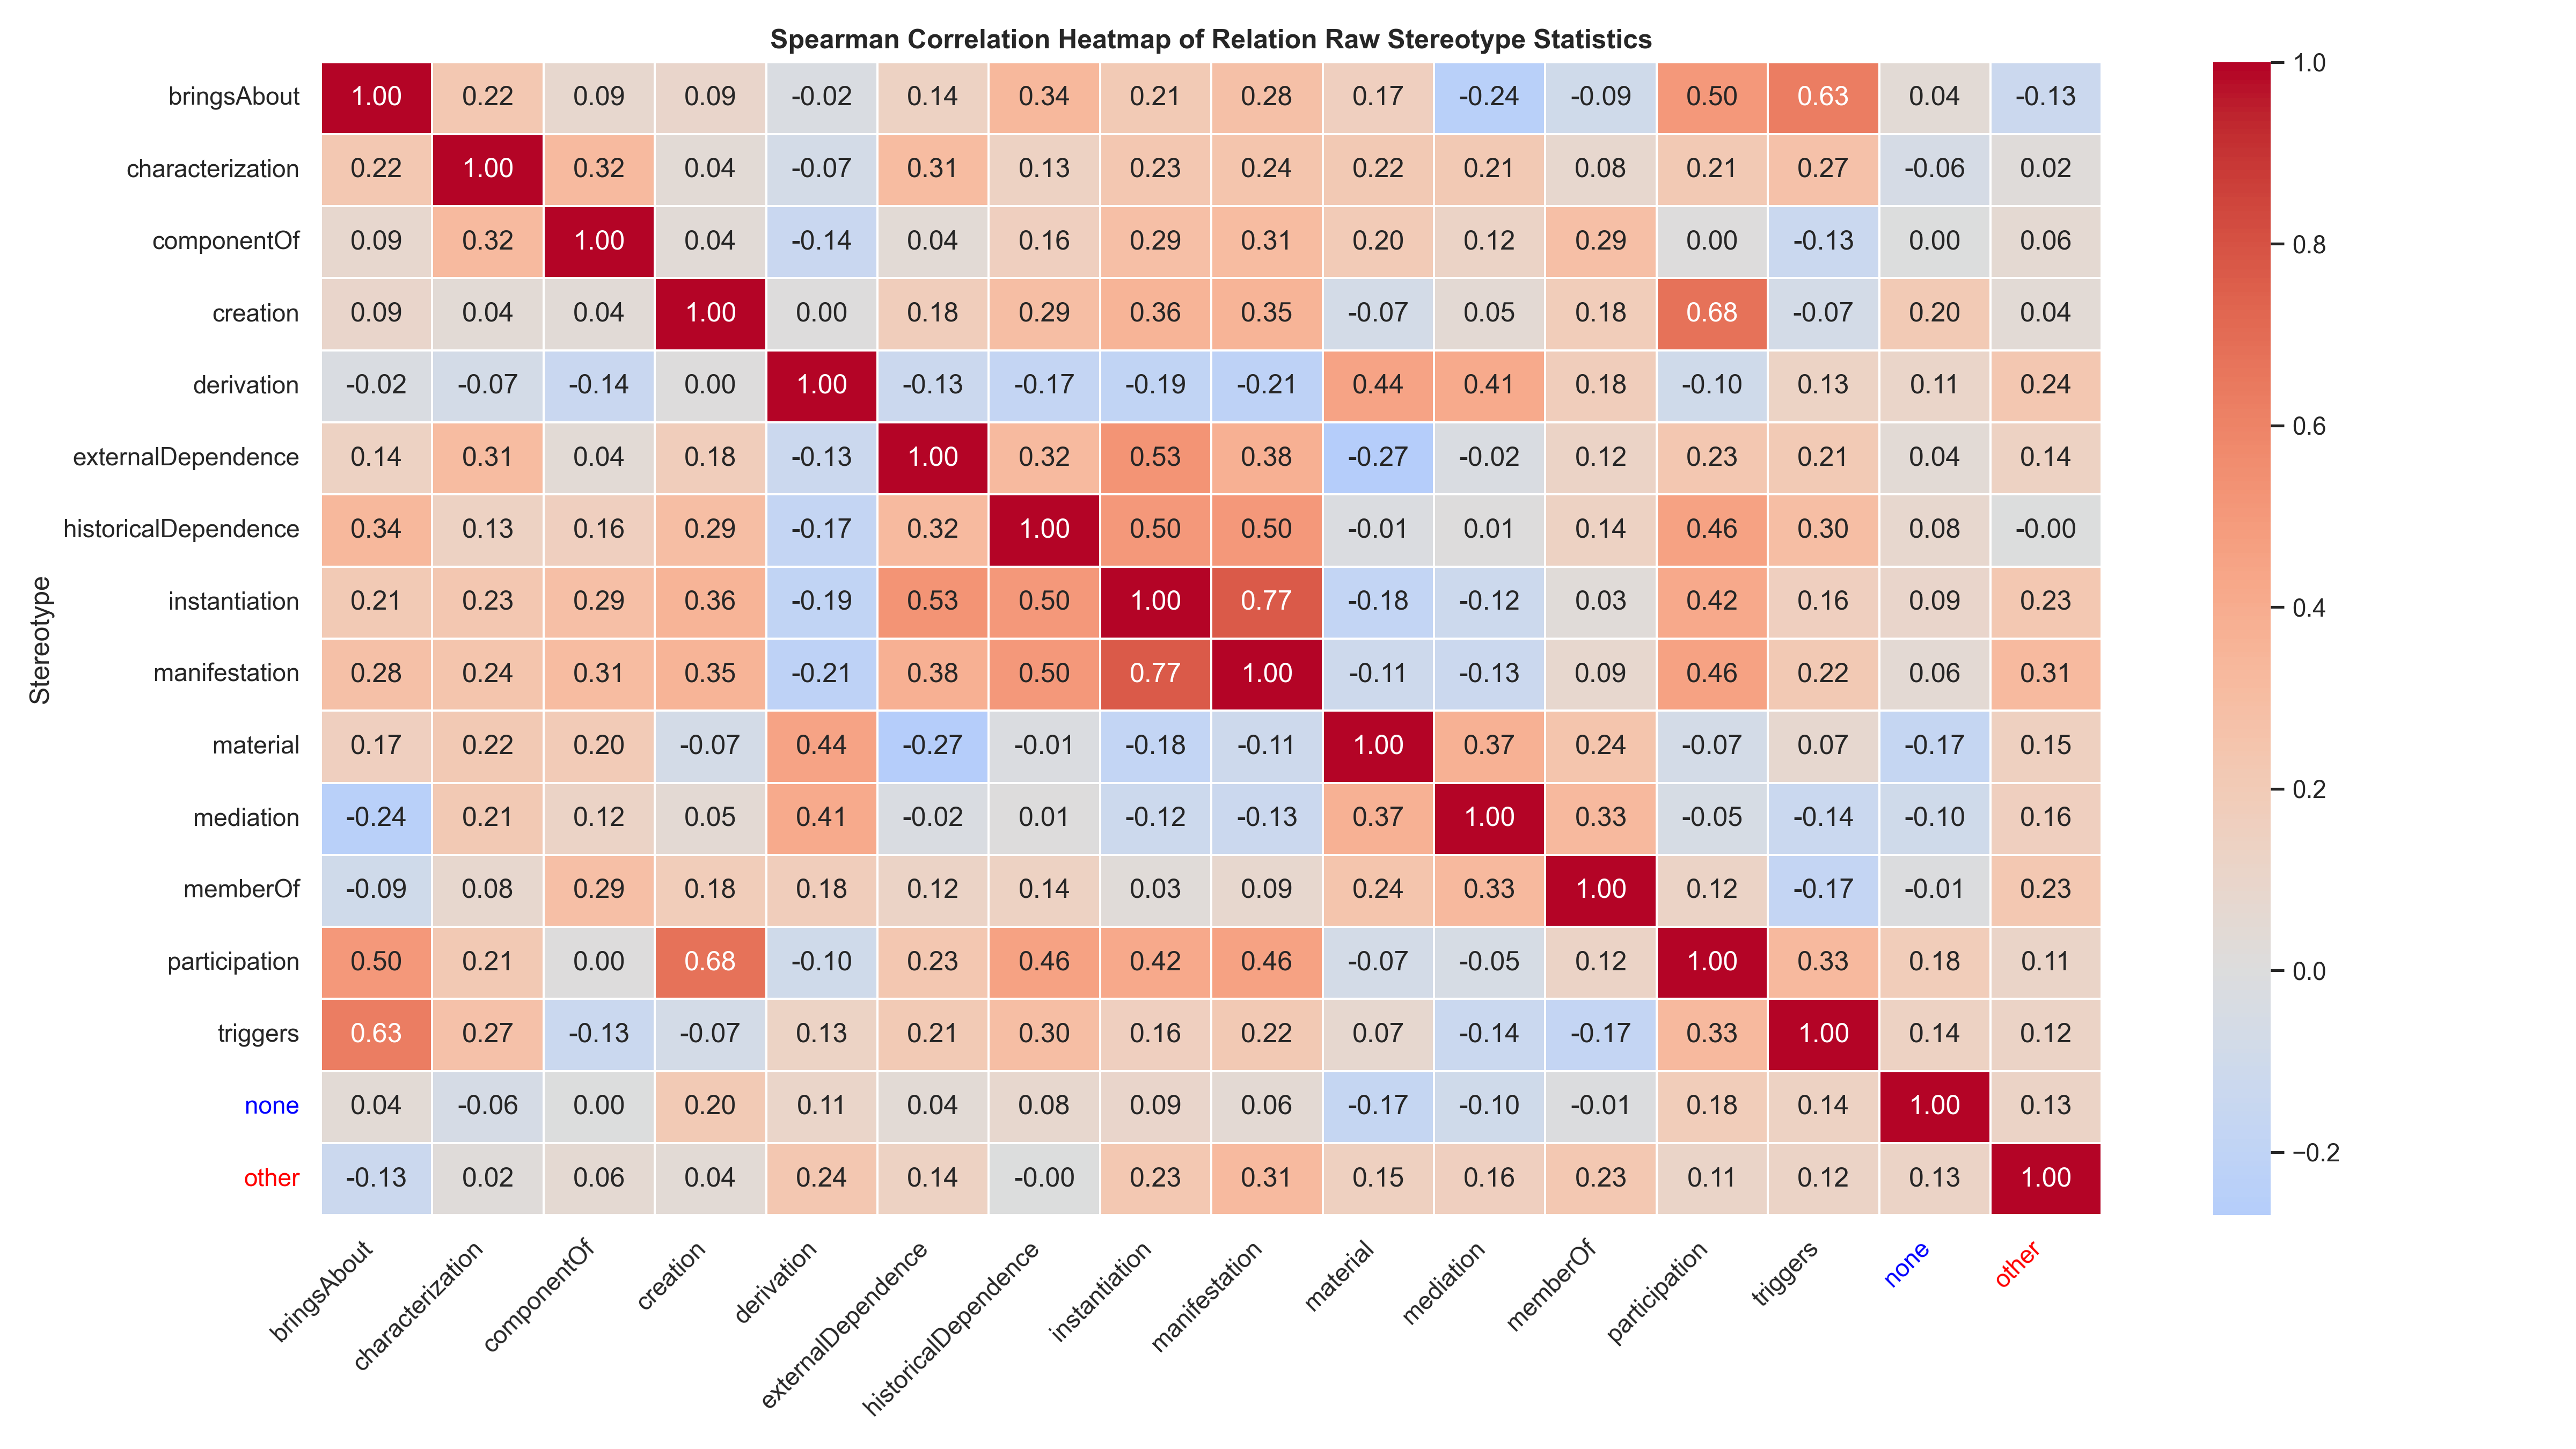 Spearman Correlation Heatmap of Relation Raw Stereotype Statistics
Stereotype
bringsAbout 1.00 0.22 0.09 0.09 -0.02 0.14 0.34 0.21 0.28 0.17 -0.24 -0.09 0.50 0.63 0.04 -0.13
characterization 0.22 1.00 0.32 0.04 -0.07 0.31 0.13 0.23 0.24 0.22 0.21 0.08 0.21 0.27 -0.06 0.02
componentOf 0.09 0.32 1.00 0.04 -0.14 0.04 0.16 0.29 0.31 0.20 0.12 0.29 0.00 -0.13 0.00 0.06
creation 0.09 0.04 0.04 1.00 0.00 0.18 0.29 0.36 0.35 -0.07 0.05 0.18 0.68 -0.07 0.20 0.04
derivation -0.02 -0.07 -0.14 0.00 1.00 -0.13 -0.17 -0.19 -0.21 0.44 0.41 0.18 -0.10 0.13 0.11 0.24
externalDependence 0.14 0.31 0.04 0.18 -0.13 1.00 0.32 0.53 0.38 -0.27 -0.02 0.12 0.23 0.21 0.04 0.14
historicalDependence 0.34 0.13 0.16 0.29 -0.17 0.32 1.00 0.50 0.50 -0.01 0.01 0.14 0.46 0.30 0.08 -0.00
instantiation 0.21 0.23 0.29 0.36 -0.19 0.53 0.50 1.00 0.77 -0.18 -0.12 0.03 0.42 0.16 0.09 0.23
manifestation 0.28 0.24 0.31 0.35 -0.21 0.38 0.50 0.77 1.00 -0.11 -0.13 0.09 0.46 0.22 0.06 0.31
material 0.17 0.22 0.20 -0.07 0.44 -0.27 -0.01 -0.18 -0.11 1.00 0.37 0.24 -0.07 0.07 -0.17 0.15
mediation -0.24 0.21 0.12 0.05 0.41 -0.02 0.01 -0.12 -0.13 0.37 1.00 0.33 -0.05 -0.14 -0.10 0.16
memberOf -0.09 0.08 0.29 0.18 0.18 0.12 0.14 0.03 0.09 0.24 0.33 1.00 0.12 -0.17 -0.01 0.23
participation 0.50 0.21 0.00 0.68 -0.10 0.23 0.46 0.42 0.46 -0.07 -0.05 0.12 1.00 0.33 0.18 0.11
triggers 0.63 0.27 -0.13 -0.07 0.13 0.21 0.30 0.16 0.22 0.07 -0.14 -0.17 0.33 1.00 0.14 0.12
none 0.04 -0.06 0.00 0.20 0.11 0.04 0.08 0.09 0.06 -0.17 -0.10 -0.01 0.18 0.14 1.00 0.13
other -0.13 0.02 0.06 0.04 0.24 0.14 -0.00 0.23 0.31 0.15 0.16 0.23 0.11 0.12 0.13 1.00
bringsAbout characterization componentOf creation derivation externalDependence historicalDependence instantiation manifestation material mediation memberOf participation triggers none other
1.0
0.8
0.6
0.4
0.2
0.0
−0.2